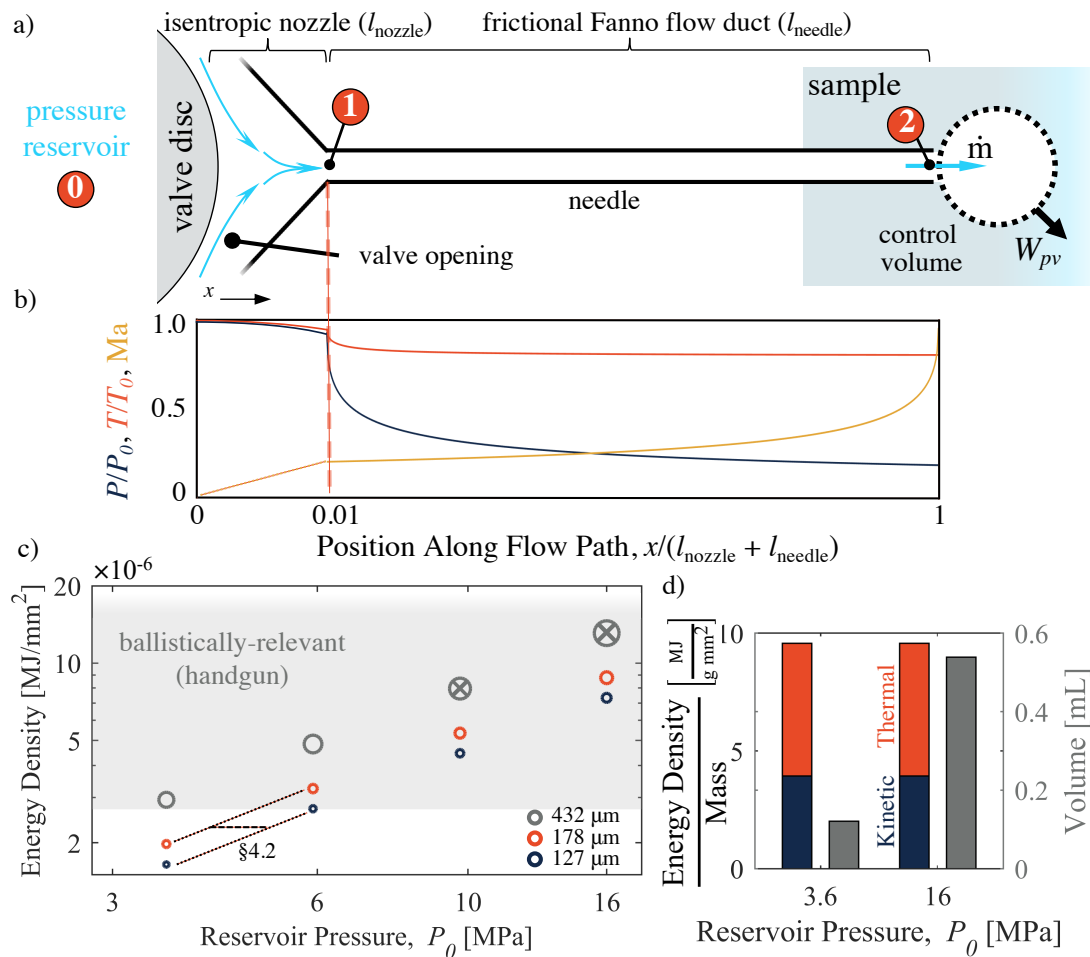 a)
isentropic nozzle (l_nozzle)
frictional Fanno flow duct (l_needle)
pressure
reservoir
0
valve disc
1
sample
2
ṁ
needle
control
volume
W_pv
valve opening
x
b)
P/P_0, T/T_0, Ma
1.0
0.5
0
0
0.01
1
Position Along Flow Path, x/(l_nozzle + l_needle)
c)
×10^-6
Energy Density [MJ/mm^2]
20
10
5
2
ballistically-relevant
(handgun)
§4.2
432 µm
178 µm
127 µm
3
6
10
16
Reservoir Pressure, P_0 [MPa]
d)
Energy Density
Mass
[MJ
g mm^2]
10
5
0
Kinetic
Thermal
0.6
0.4
0.2
0
Volume [mL]
3.6
16
Reservoir Pressure, P_0 [MPa]